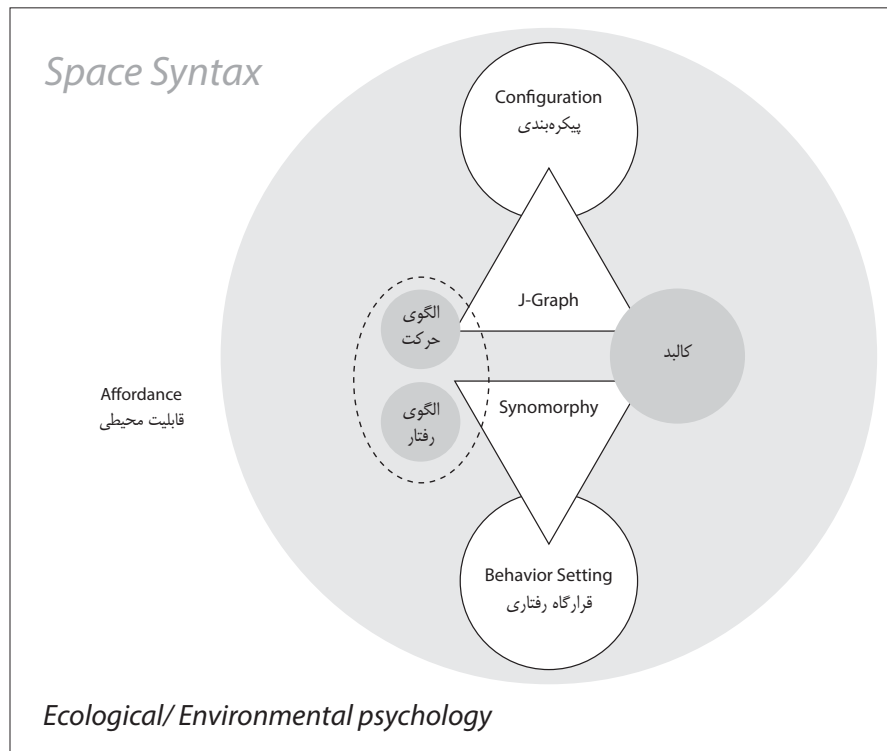 Space Syntax
Configuration
پیکره‌بندی
J-Graph
الگوی
حرکت
کالبد
Affordance
قابلیت محیطی
الگوی
رفتار
Synomorphy
Behavior Setting
قرارگاه رفتاری
Ecological/ Environmental psychology